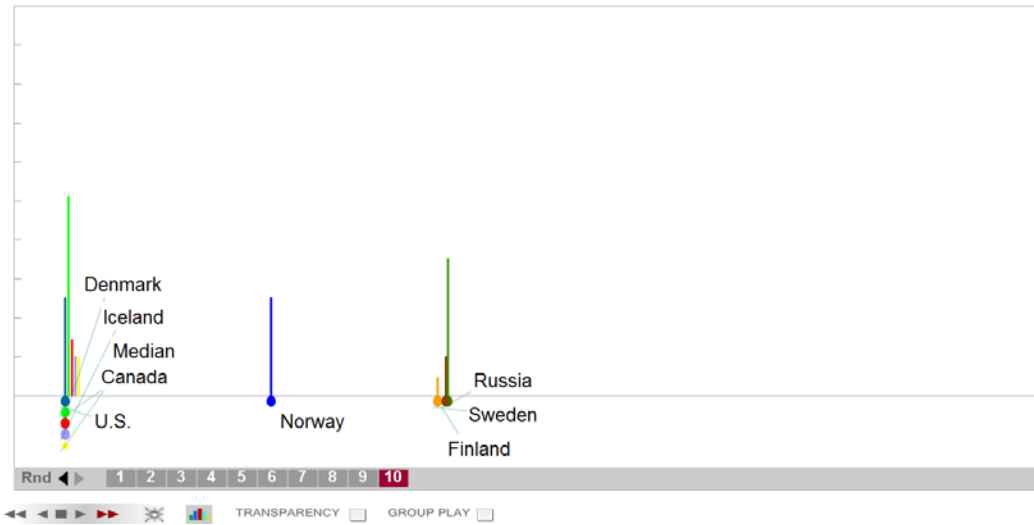 Denmark
Iceland
Median
Canada
U.S.
Norway
Russia
Sweden
Finland
Rnd 1 2 3 4 5 6 7 8 9 10
TRANSPARENCY GROUP PLAY